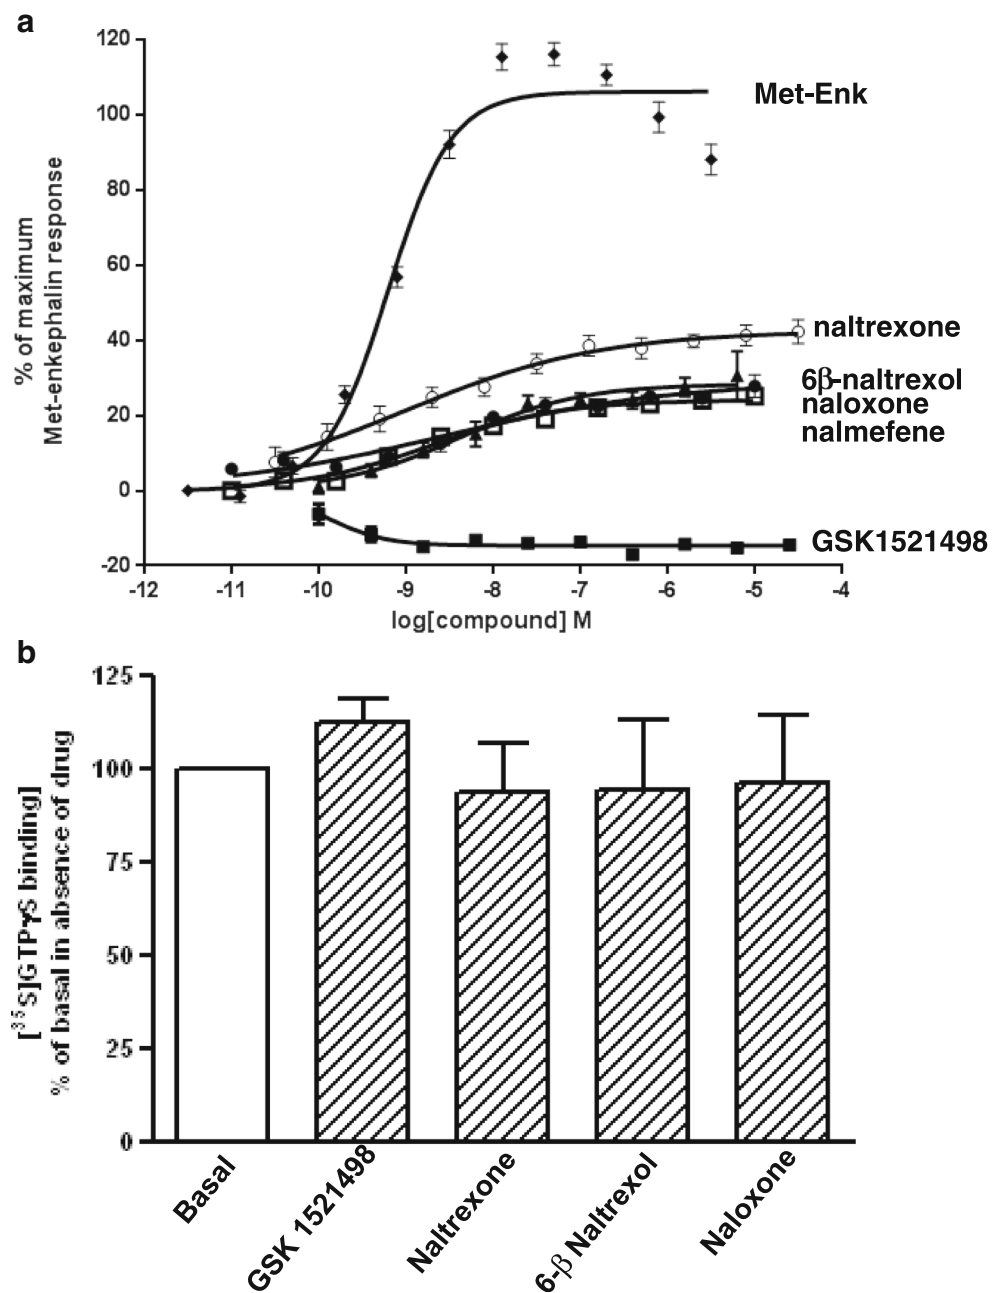 a
% of maximum
Met-enkephalin response
120
100
80
60
40
20
0
-20
-12
-11
-10
-9
-8
-7
-6
-5
-4
log[compound] M
Met-Enk
naltrexone
6β-naltrexol
naloxone
nalmefene
GSK1521498
b
[³⁵S]GTPγS binding]
% of basal in absence of drug
125
100
75
50
25
0
Basal
GSK 1521498
Naltrexone
6-β Naltrexol
Naloxone